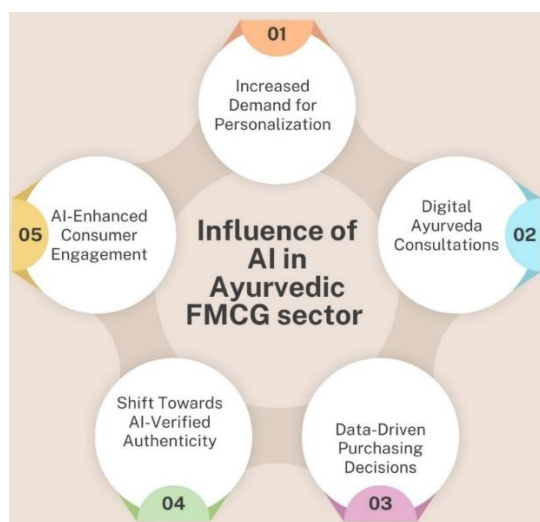 01
Increased
Demand for
Personalization
Digital
Ayurveda
Consultations
02
Data-Driven
Purchasing
Decisions
03
Shift Towards
AI-Verified
Authenticity
04
05
AI-Enhanced
Consumer
Engagement
Influence of
AI in
Ayurvedic
FMCG sector